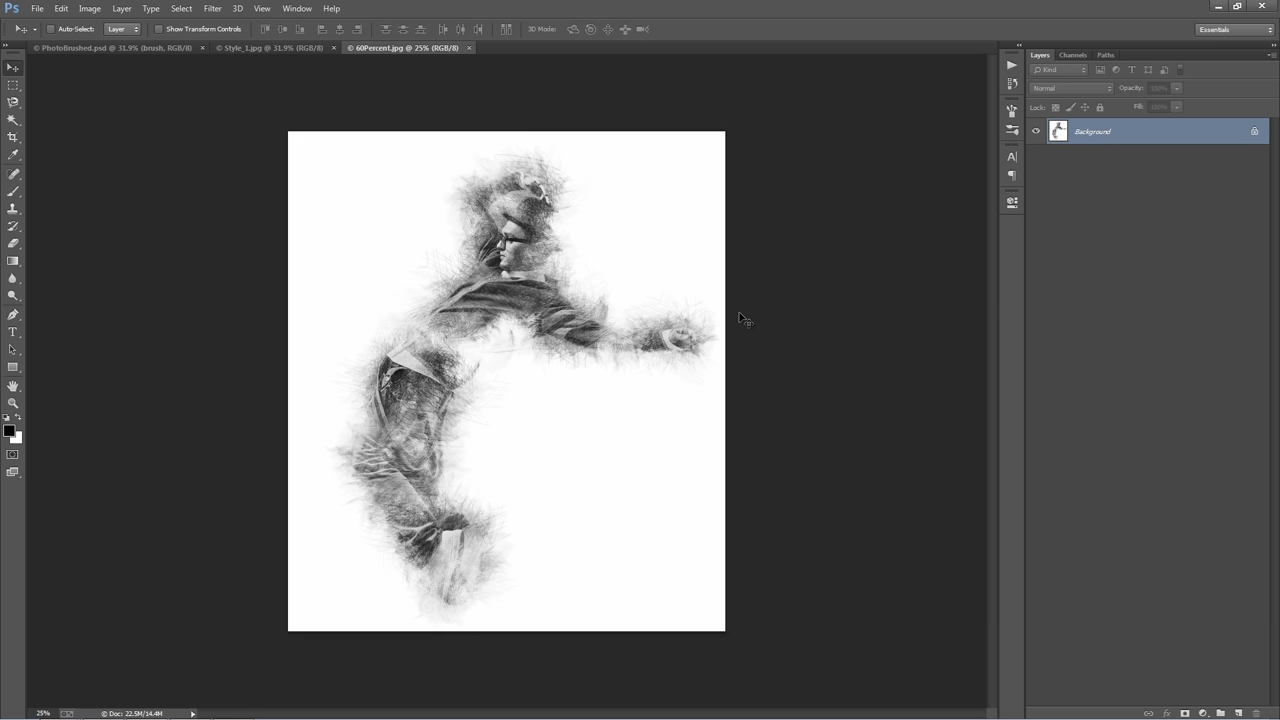 Ps File Edit Image Layer Type Select Filter 3D View Window Help
Auto-Select: Layer Show Transform Controls 3D Mode: Essentials
© PhotoBrushed.psd @ 31.9% (brush, RGB/8) × © Style_1.jpg @ 31.9% (RGB/8) × © 60Percent.jpg @ 25% (RGB/8) ×
Layers Channels Paths
Kind
Normal Opacity: 100%
Lock: Fill: 100%
Background
25% © Doc: 22.5M/14.4M